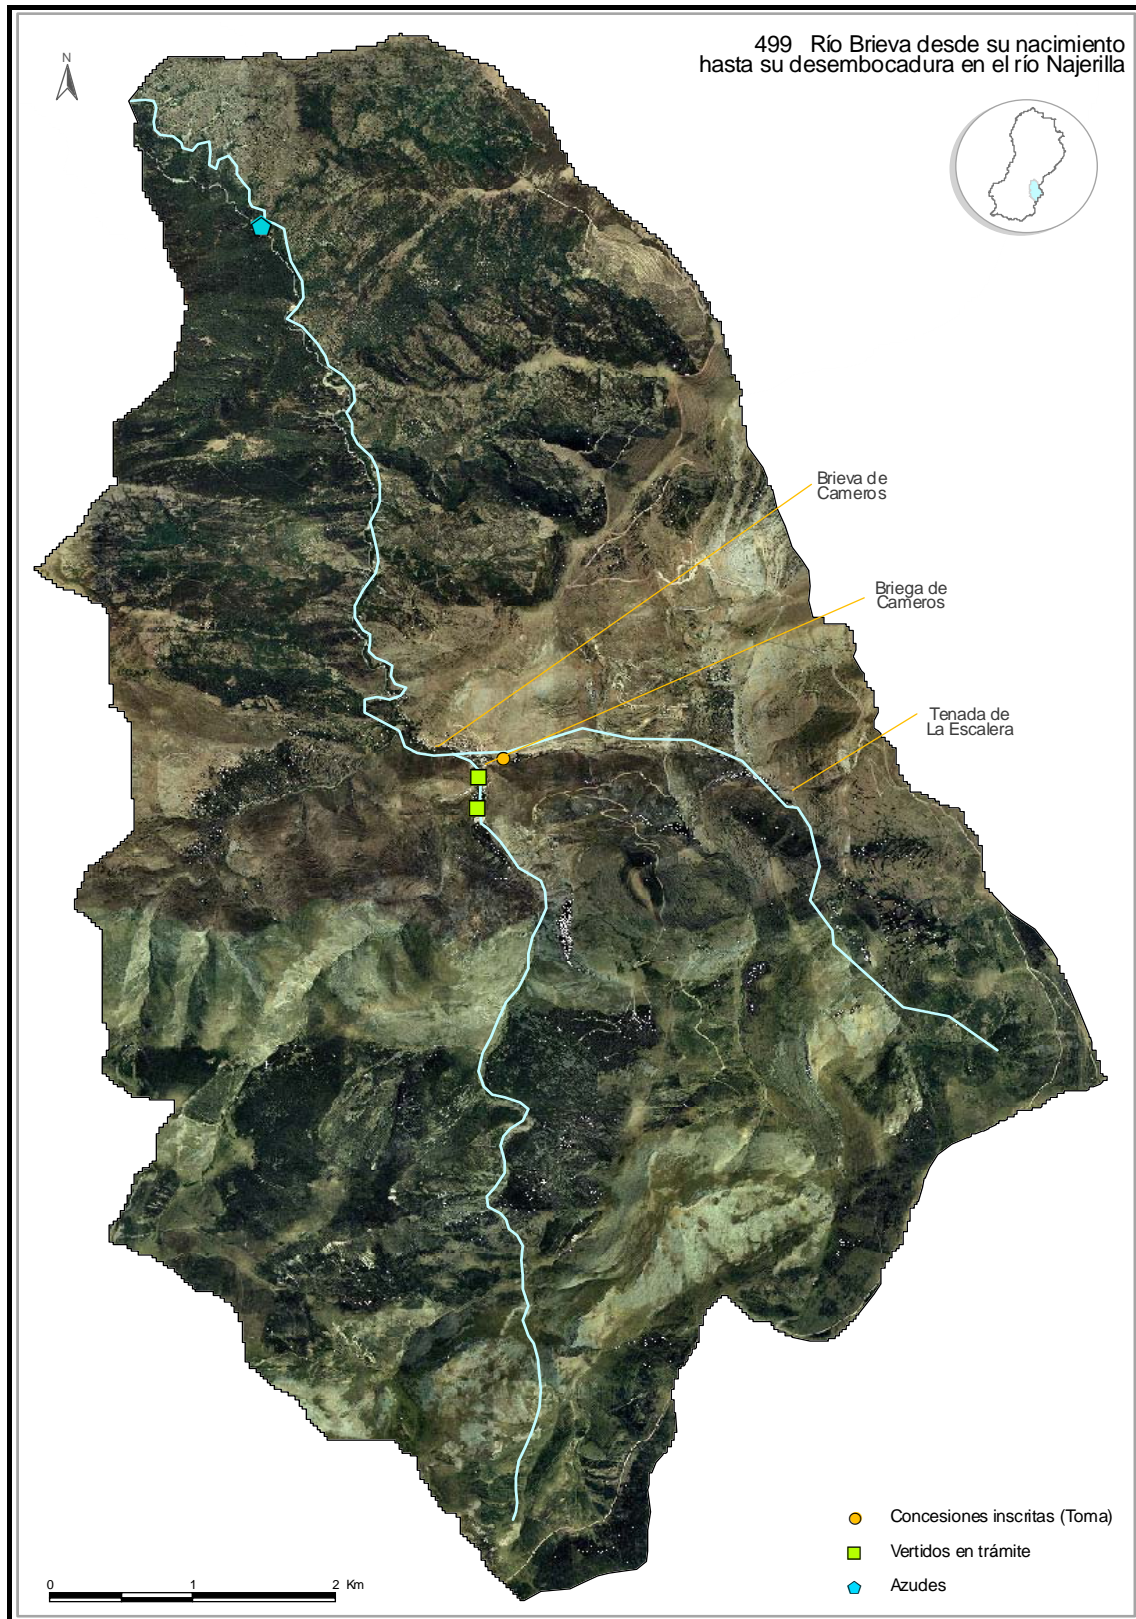 499 Río Brieva desde su nacimiento
hasta su desembocadura en el río Najerilla
N
Brieva de
Cameros
Briega de
Cameros
Tenada de
La Escalera
Concesiones inscritas (Toma)
Vertidos en trámite
Azudes
0 1 2 Km